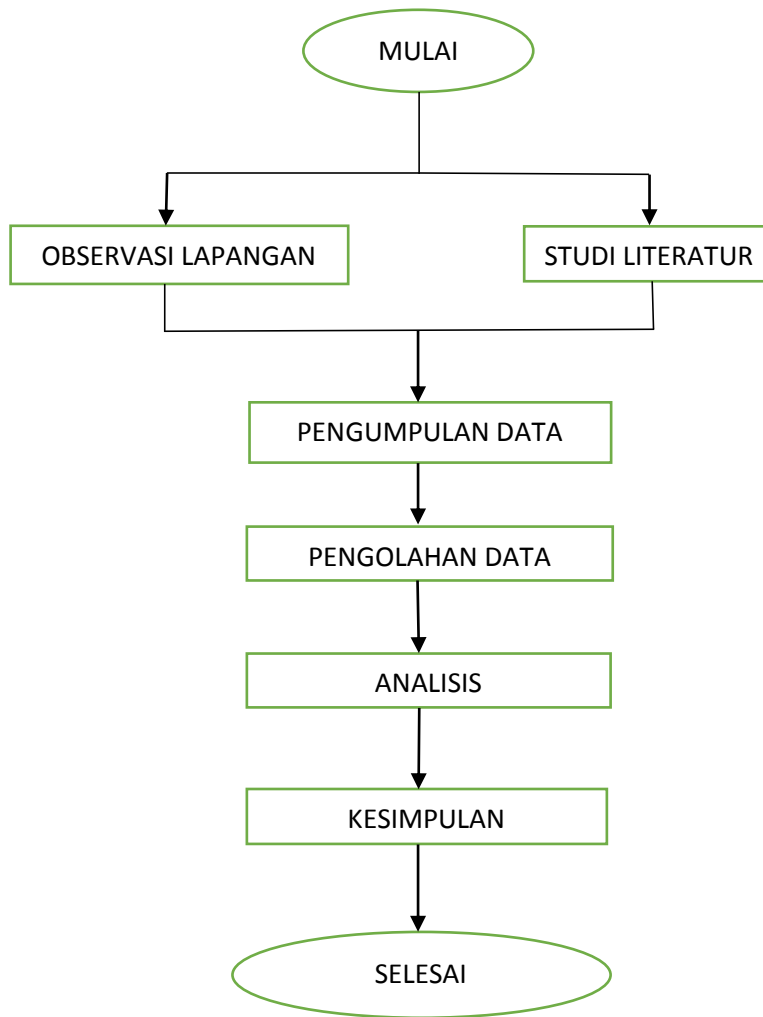 MULAI
OBSERVASI LAPANGAN
STUDI LITERATUR
PENGUMPULAN DATA
PENGOLAHAN DATA
ANALISIS
KESIMPULAN
SELESAI